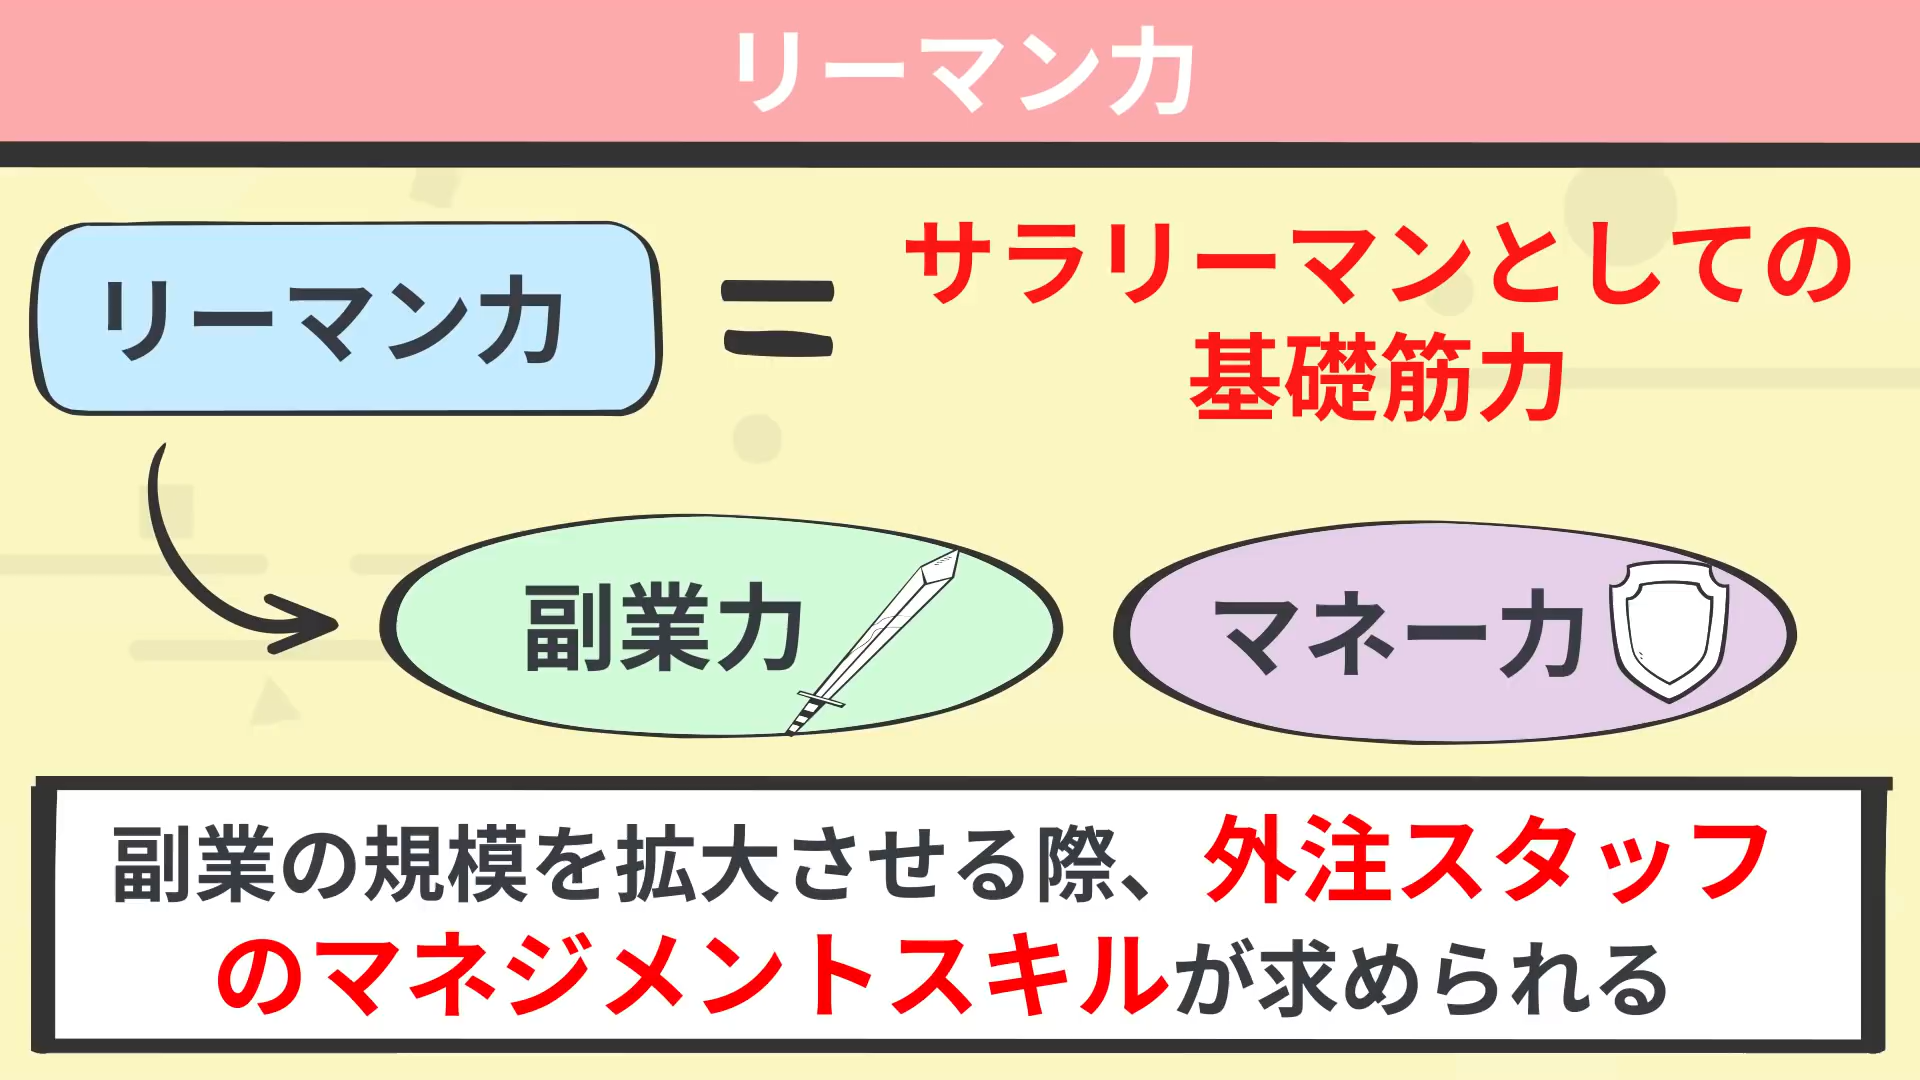 リーマン力
リーマン力
=
サラリーマンとしての
基礎筋力
副業力
マネー力
副業の規模を拡大させる際、外注スタッフ
のマネジメントスキルが求められる